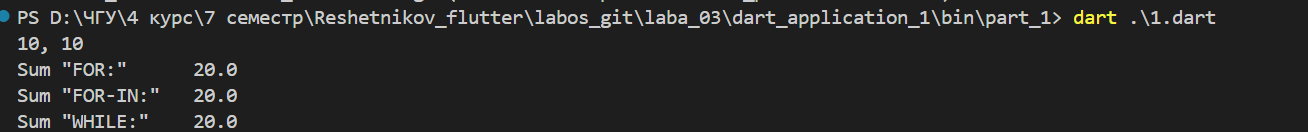 PS D:\ЧГУ\4 курс\7 семестр\Reshetnikov_flutter\labos_git\laba_03\dart_application_1\bin\part_1> dart .\1.dart
10, 10
Sum "FOR:"      20.0
Sum "FOR-IN:"   20.0
Sum "WHILE:"    20.0